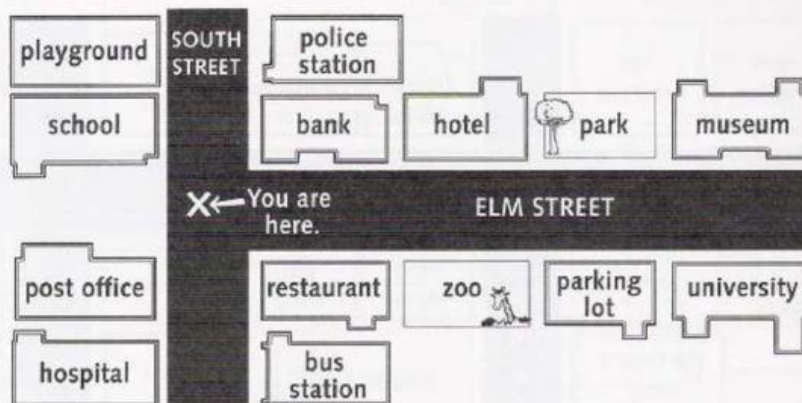 playground
SOUTH
STREET
police
station
school
bank
hotel
park
museum
X
You are
here.
ELM STREET
post office
restaurant
zoo
parking
lot
university
hospital
bus
station